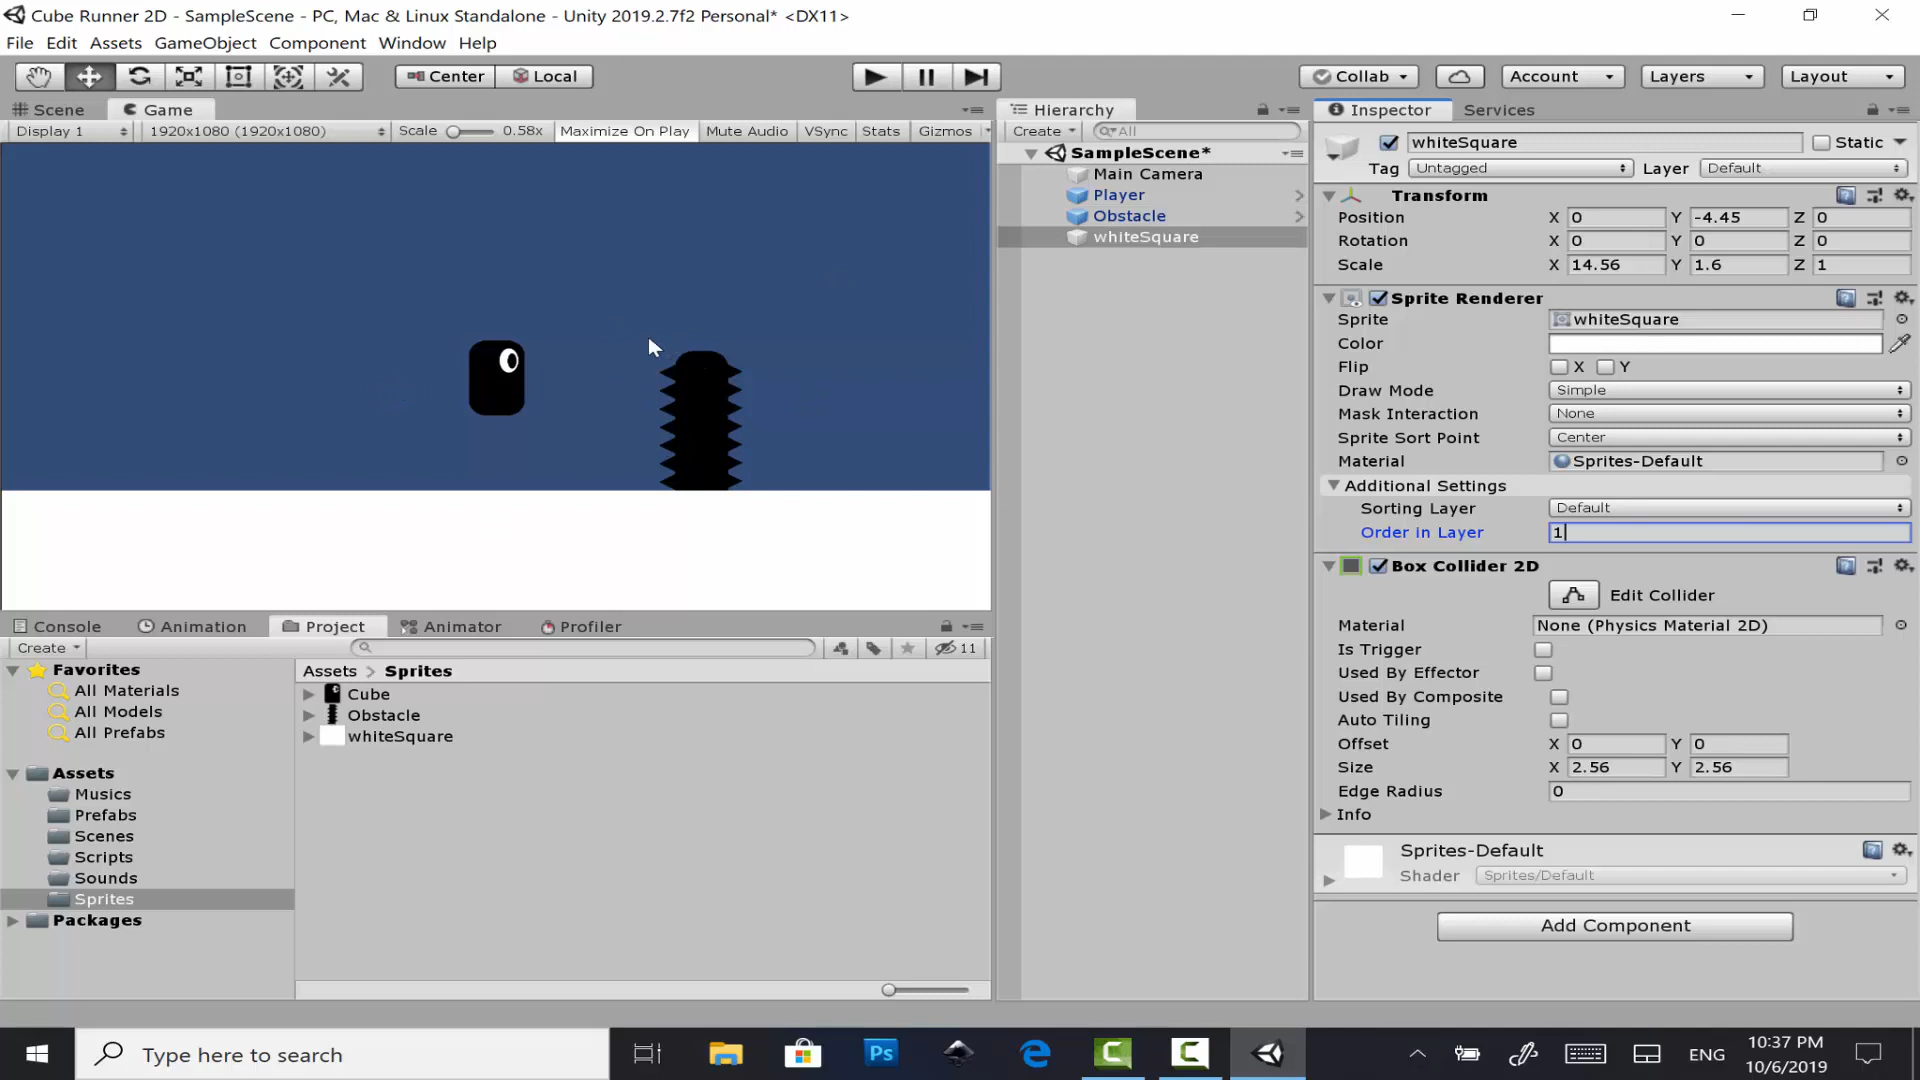 Cube Runner 2D - SampleScene - PC, Mac & Linux Standalone - Unity 2019.2.7f2 Personal* <DX11>
File Edit Assets GameObject Component Window Help
Center Local Collab Account Layers Layout
Scene Game
Display 1 1920x1080 (1920x1080) Scale 0.58x Maximize On Play Mute Audio VSync Stats Gizmos
Hierarchy
Create All
SampleScene*
Main Camera
Player
Obstacle
whiteSquare
Inspector Services
whiteSquare Static
Tag Untagged Layer Default
Transform
Position X 0 Y -4.45 Z 0
Rotation X 0 Y 0 Z 0
Scale X 14.56 Y 1.6 Z 1
Sprite Renderer
Sprite whiteSquare
Color
Flip X Y
Draw Mode Simple
Mask Interaction None
Sprite Sort Point Center
Material Sprites-Default
Additional Settings
Sorting Layer Default
Order in Layer 1
Box Collider 2D
Edit Collider
Material None (Physics Material 2D)
Is Trigger
Used By Effector
Used By Composite
Auto Tiling
Offset X 0 Y 0
Size X 2.56 Y 2.56
Edge Radius 0
Info
Sprites-Default
Shader Sprites/Default
Add Component
Console Animation Project Animator Profiler
Create 11
Favorites
All Materials
All Models
All Prefabs
Assets
Musics
Prefabs
Scenes
Scripts
Sounds
Sprites
Packages
Assets > Sprites
Cube
Obstacle
whiteSquare
Type here to search
Ps
ENG
10:37 PM
10/6/2019